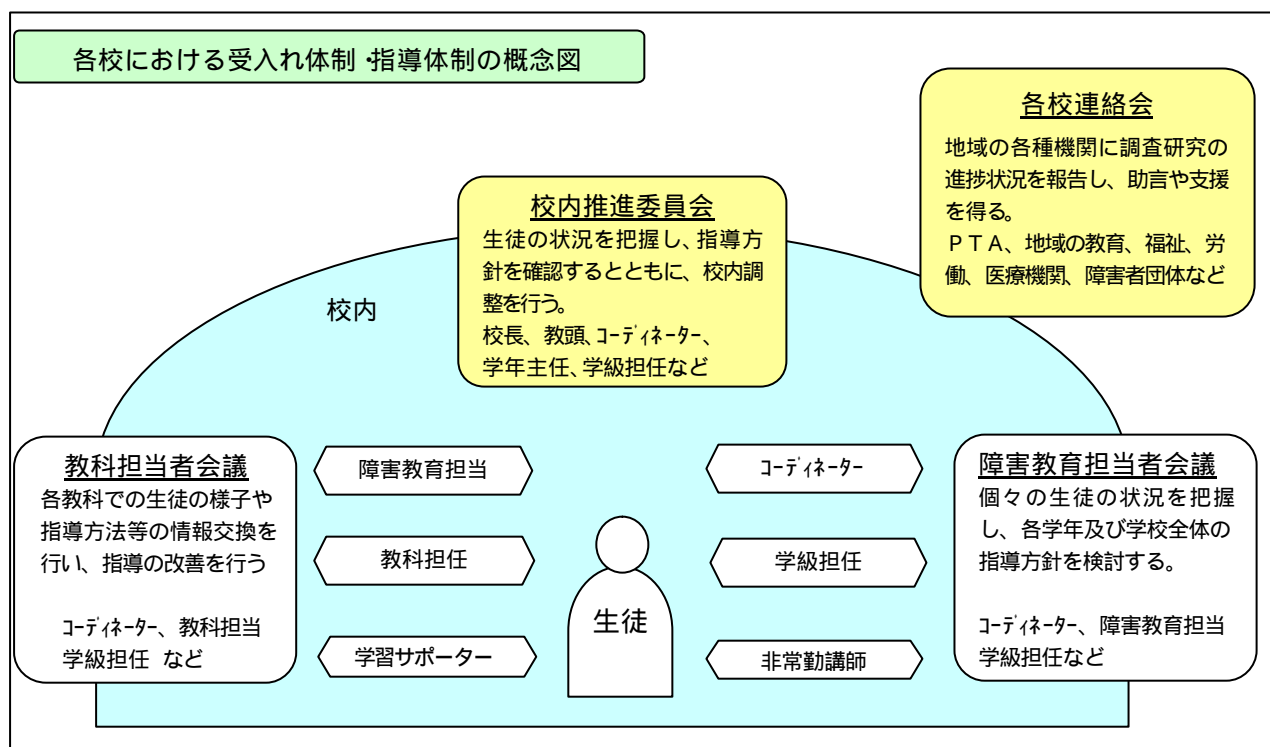 各校における受入れ体制・指導体制の概念図
各校連絡会
地域の各種機関に調査研究の
進捗状況を報告し、助言や支援
を得る。
ＰＴＡ、地域の教育、福祉、労
働、医療機関、障害者団体など
校内推進委員会
生徒の状況を把握し、指導方
針を確認するとともに、校内調
整を行う。
校長、教頭、ｺｰﾃﾞｨﾈｰﾀｰ、
学年主任、学級担任など
校内
教科担当者会議
各教科での生徒の様子や
指導方法等の情報交換を
行い、指導の改善を行う
ｺｰﾃﾞｨﾈｰﾀｰ、教科担当
学級担任 など
障害教育担当
教科担任
学習サポーター
生徒
ｺｰﾃﾞｨﾈｰﾀｰ
学級担任
非常勤講師
障害教育担当者会議
個々の生徒の状況を把握
し、各学年及び学校全体の
指導方針を検討する。
ｺｰﾃﾞｨﾈｰﾀｰ、障害教育担当
学級担任など